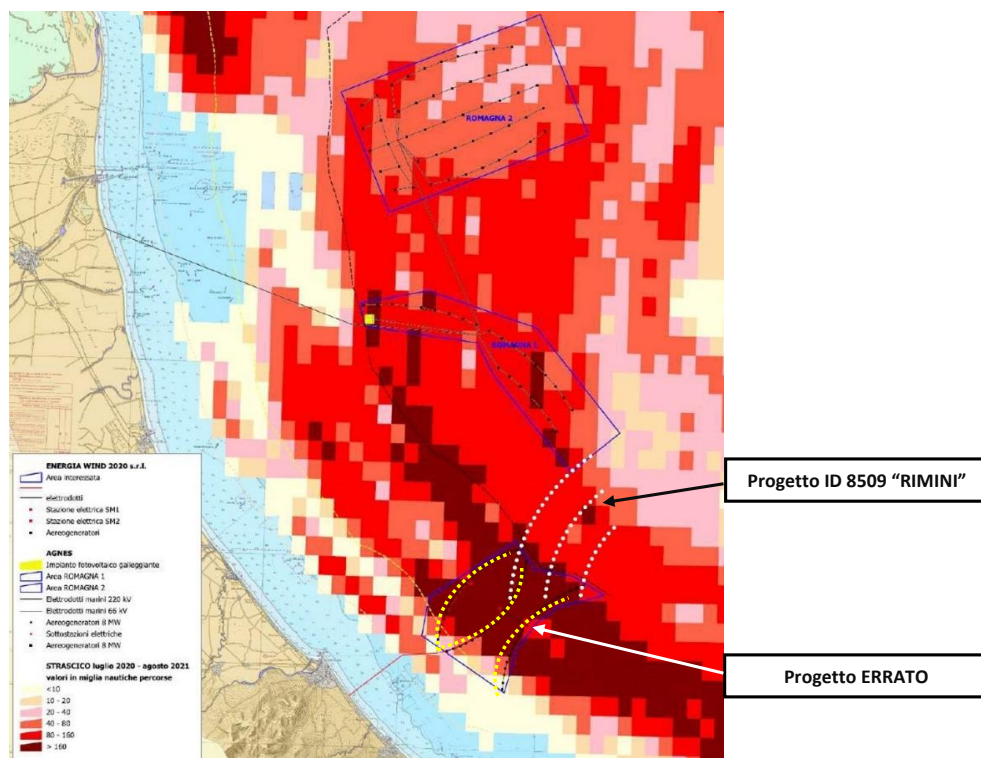 ROMAGNA 2
ROMAGNA 1
Progetto ID 8509 “RIMINI”
Progetto ERRATO
ENERGIA WIND 2020 s.r.l.
Area interessata
elettrodotti
Stazione elettrica SM1
Stazione elettrica SM2
Aereogeneratori
AGNES
Impianto fotovoltaico galleggiante
Area ROMAGNA 1
Area ROMAGNA 2
Elettrodotti marini 220 kV
Elettrodotti marini 66 kV
Aereogeneratori 8 MW
Sottostazioni elettriche
Aereogeneratori 8 MW
STRASCICO luglio 2020 - agosto 2021
valori in miglia nautiche percorse
<10
10 - 20
20 - 40
40 - 80
80 - 160
> 160